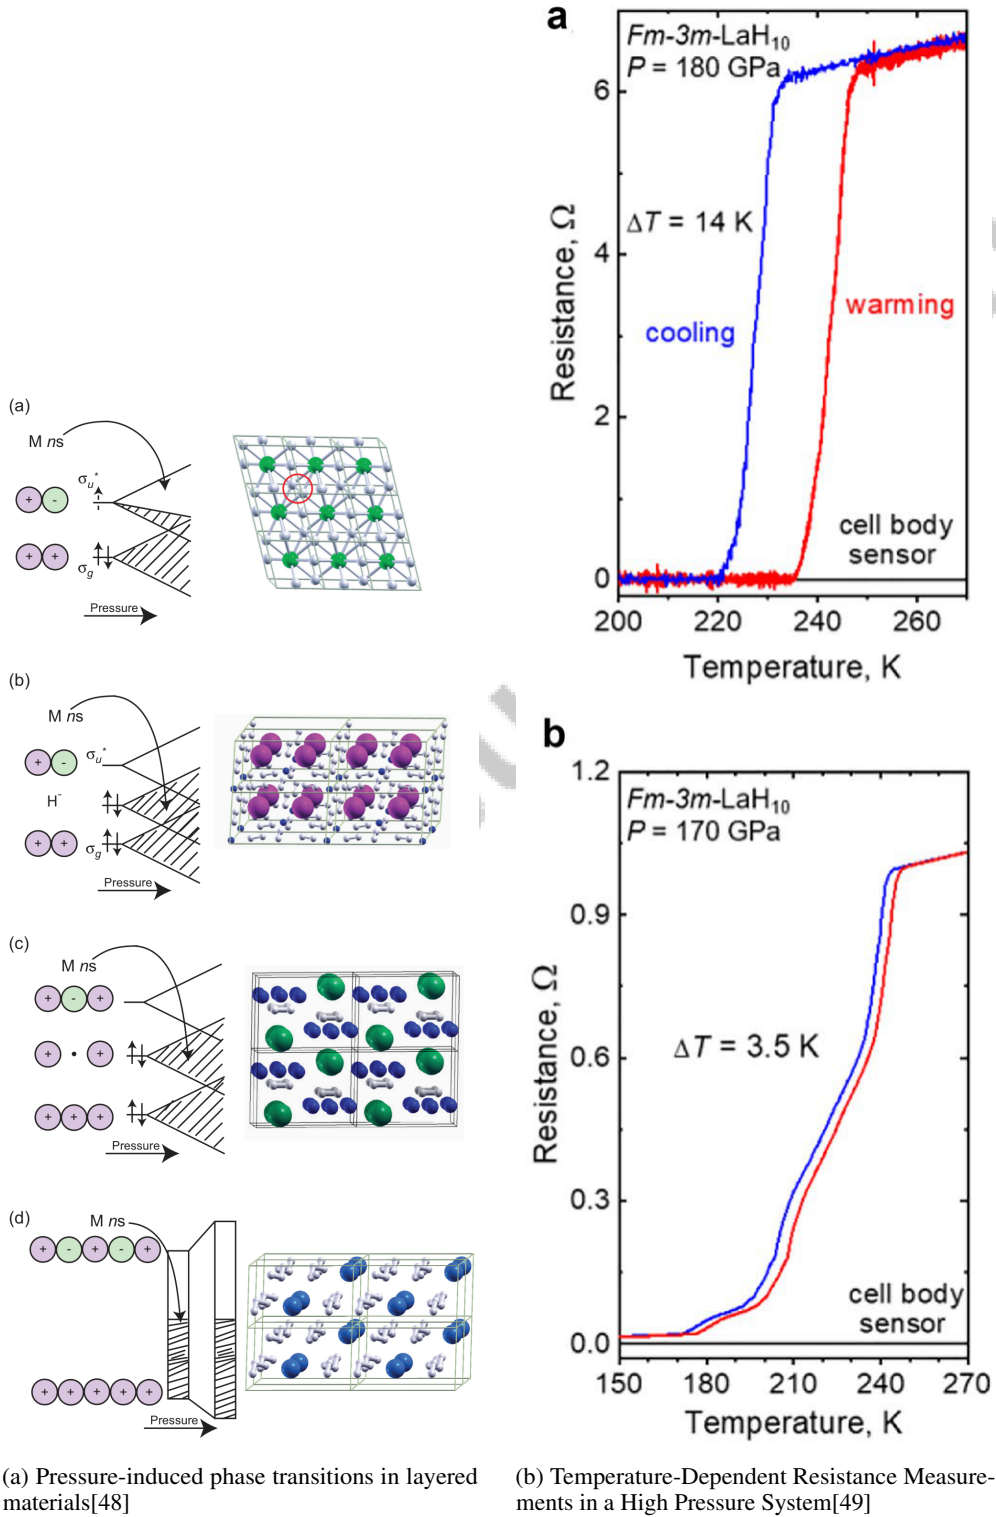 (a)
M ns
σu*
+ -
+ +
σg
Pressure
(b)
M ns
σu*
+ -
H-
+ +
σg
Pressure
(c)
M ns
+ - +
+ • +
+ + +
Pressure
(d)
M ns
+ - + - +
+ + + + +
Pressure
(a) Pressure-induced phase transitions in layered
materials[48]
a
Fm-3m-LaH10
P = 180 GPa
6
ΔT = 14 K
4
warming
cooling
Resistance, Ω
2
cell body
sensor
0
200 220 240 260
Temperature, K
b
1.2
Fm-3m-LaH10
P = 170 GPa
0.9
ΔT = 3.5 K
0.6
Resistance, Ω
0.3
cell body
sensor
0.0
150 180 210 240 270
Temperature, K
(b) Temperature-Dependent Resistance Measure-
ments in a High Pressure System[49]